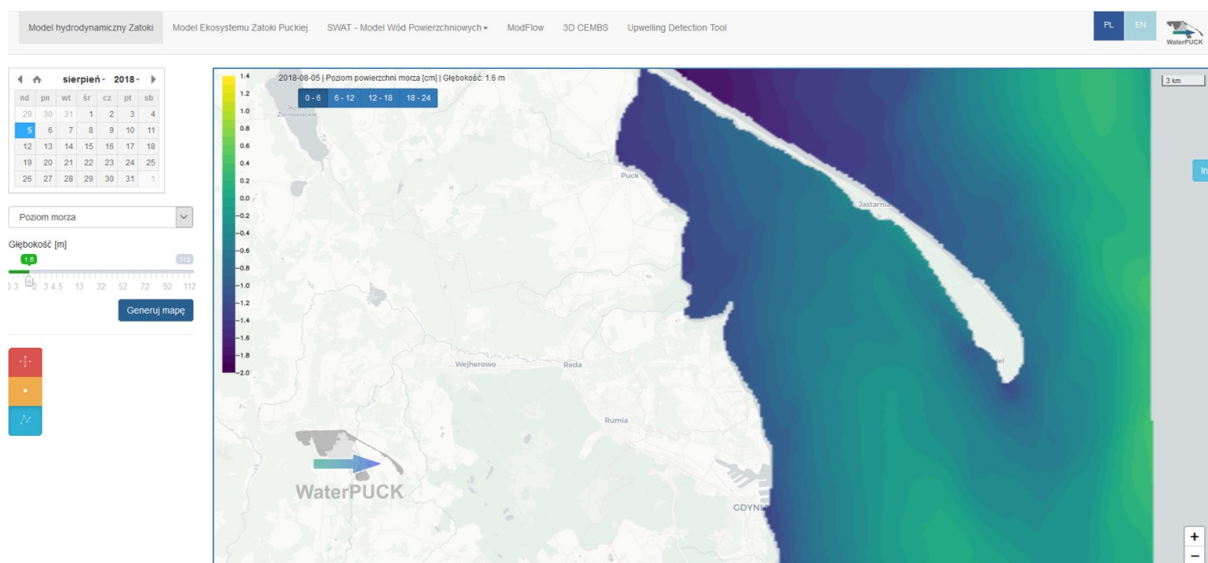 Model hydrodynamiczny Zatoki Model Ekosystemu Zatoki Puckiej SWAT - Model Wód Powierzchniowych ModFlow 3D CEMBS Upwelling Detection Tool PL EN
WaterPUCK
sierpień 2018
nd pn wt śr cz pt sb
29 30 31 1 2 3 4
5 6 7 8 9 10 11
12 13 14 15 16 17 18
19 20 21 22 23 24 25
26 27 28 29 30 31 1
Poziom morza
Głębokość [m]
1.6 112
0.3 2 3 4.5 13 32 52 72 92 112
Generuj mapę
2018-08-05 | Poziom powierzchni morza [cm] | Głębokość: 1.6 m
0 - 6 6 - 12 12 - 18 18 - 24
1.4
1.2
1.0
0.8
0.6
0.4
0.2
0.0
-0.2
-0.4
-0.6
-0.8
-1.0
-1.2
-1.4
-1.6
-1.8
-2.0
3 km
In
Puck
Jastarnia
Wejherowo
Reda
Rumia
WaterPUCK
GDYNIA
+
−